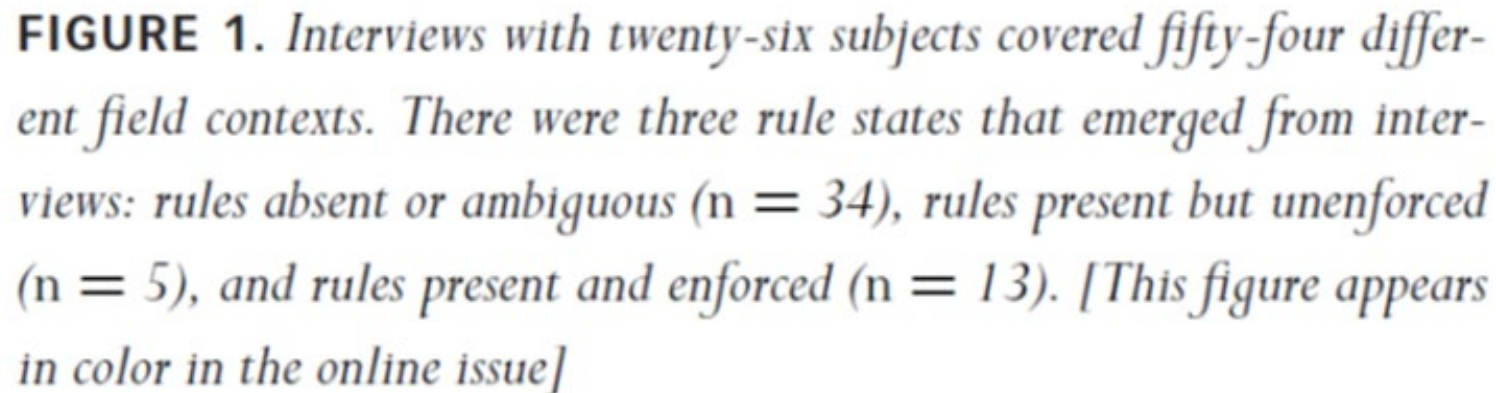 FIGURE 1. Interviews with twenty-six subjects covered fifty-four differ-
ent field contexts. There were three rule states that emerged from inter-
views: rules absent or ambiguous (n = 34), rules present but unenforced
(n = 5), and rules present and enforced (n = 13). [This figure appears
in color in the online issue]